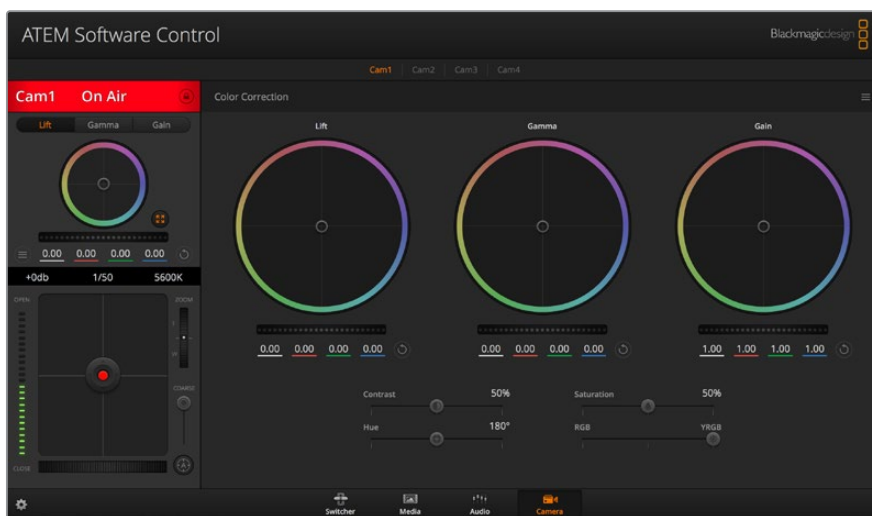 ATEM Software Control
Blackmagicdesign
Cam1 Cam2 Cam3 Cam4
Cam1 On Air
Color Correction
Lift Gamma Gain
Lift Gamma Gain
0.00 0.00 0.00 0.00
+0db 1/50 5600K
OPEN
ZOOM
T
W
COARSE
CLOSE
0.00 0.00 0.00 0.00
0.00 0.00 0.00 0.00
1.00 1.00 1.00 1.00
Contrast 50%
Saturation 50%
Hue 180°
RGB YRGB
Switcher Media Audio Camera